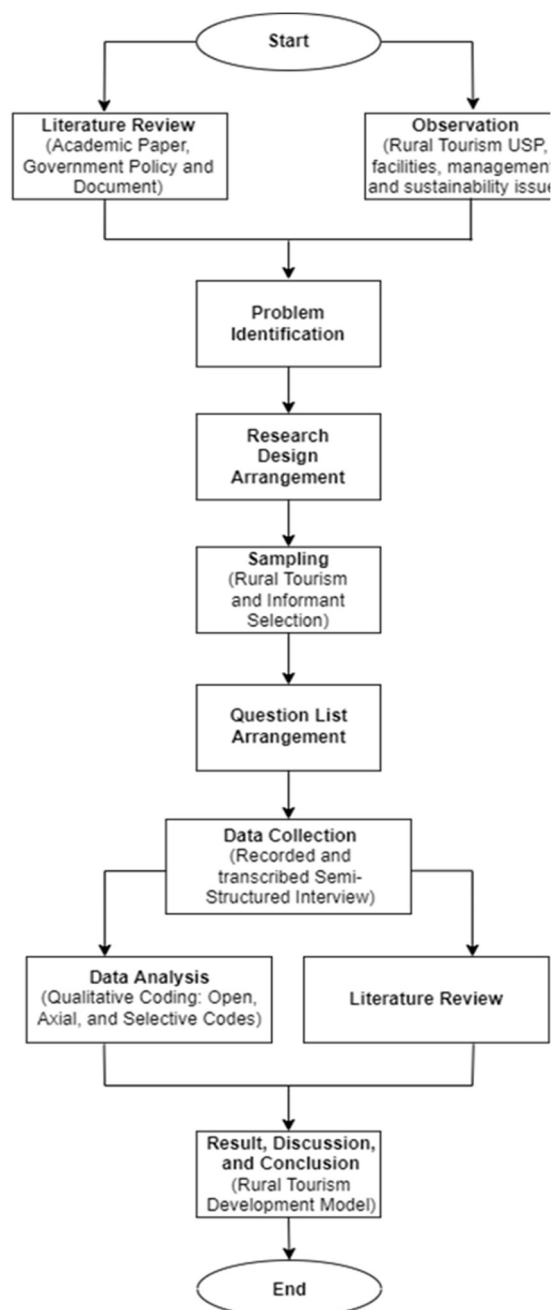 Start
Literature Review
(Academic Paper,
Government Policy and
Document)
Observation
(Rural Tourism USP,
facilities, management
and sustainability issue
Problem
Identification
Research
Design
Arrangement
Sampling
(Rural Tourism
and Informant
Selection)
Question List
Arrangement
Data Collection
(Recorded and
transcribed Semi-
Structured Interview)
Data Analysis
(Qualitative Coding: Open,
Axial, and Selective Codes)
Literature Review
Result, Discussion,
and Conclusion
(Rural Tourism
Development Model)
End